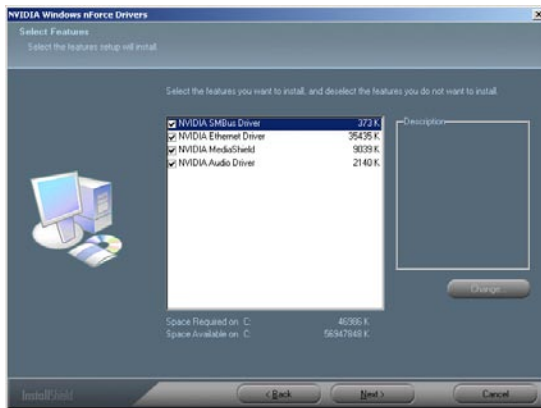 NVIDIA Windows nForce Drivers
Select Features
Select the features setup will install.
Select the features you want to install, and deselect the features you do not want to install.
NVIDIA SMBus Driver 373 K
NVIDIA Ethernet Driver 35435 K
NVIDIA MediaShield 9039 K
NVIDIA Audio Driver 2140 K
Description
Change...
Space Required on C: 46986 K
Space Available on C: 56947848 K
InstallShield
< Back
Next >
Cancel